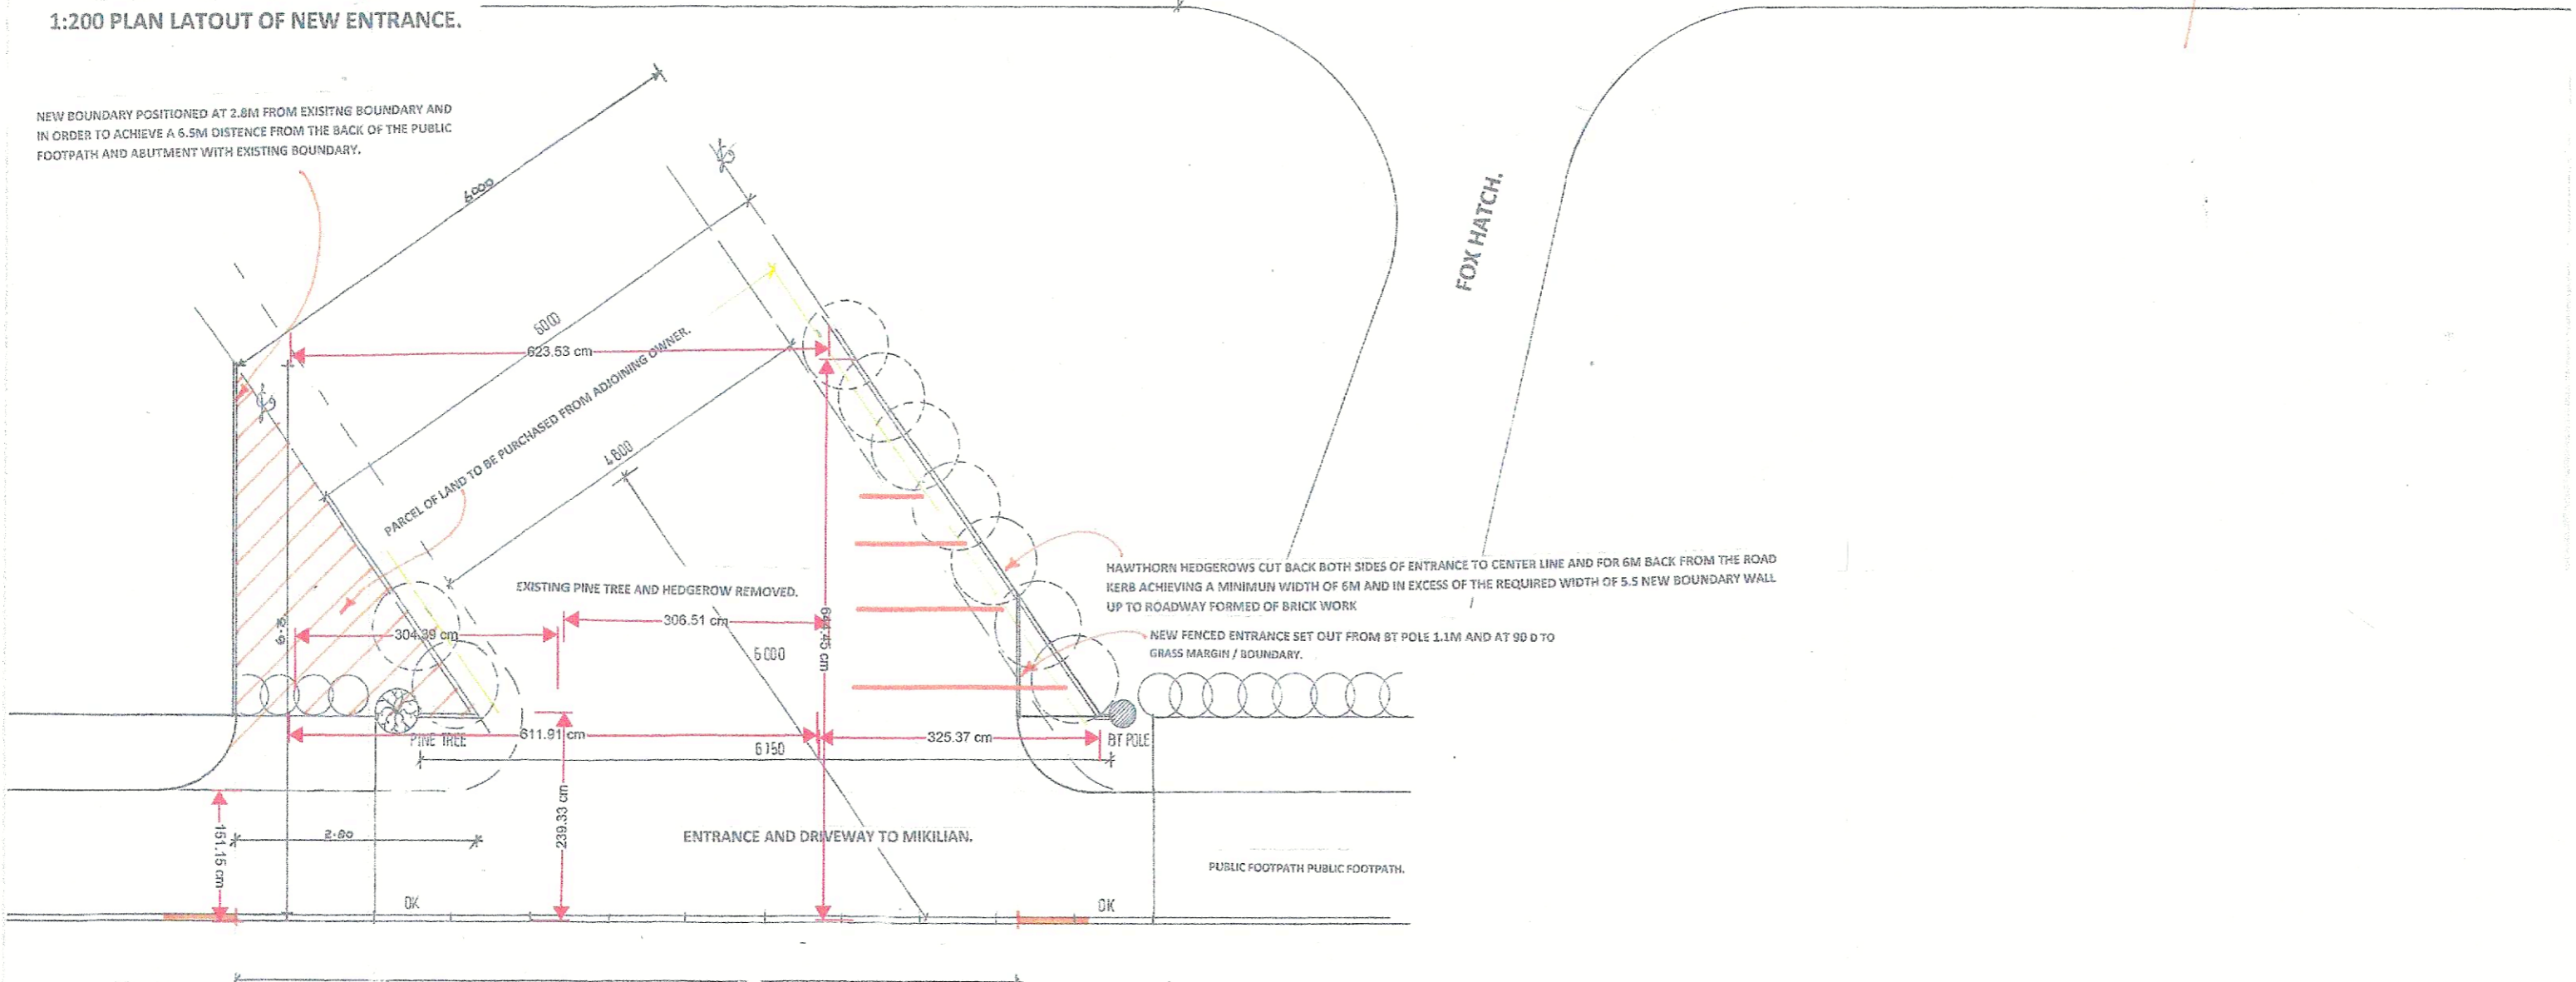 1:200 PLAN LATOUT OF NEW ENTRANCE.
NEW BOUNDARY POSITIONED AT 2.8M FROM EXISITNG BOUNDARY AND
IN ORDER TO ACHIEVE A 6.5M DISTENCE FROM THE BACK OF THE PUBLIC
FOOTPATH AND ABUTMENT WITH EXISTING BOUNDARY.
6000
6000
623.53 cm
PARCEL OF LAND TO BE PURCHASED FROM ADJOINING OWNER.
4800
FOX HATCH.
EXISTING PINE TREE AND HEDGEROW REMOVED.
304.39 cm
306.51 cm
6000
HAWTHORN HEDGEROWS CUT BACK BOTH SIDES OF ENTRANCE TO CENTER LINE AND FOR 6M BACK FROM THE ROAD
KERB ACHIEVING A MINIMUN WIDTH OF 6M AND IN EXCESS OF THE REQUIRED WIDTH OF 5.5 NEW BOUNDARY WALL
UP TO ROADWAY FORMED OF BRICK WORK
NEW FENCED ENTRANCE SET OUT FROM BT POLE 1.1M AND AT 90 D TO
GRASS MARGIN / BOUNDARY.
PINE TREE
611.91 cm
6150
325.37 cm
BT POLE
151.15 cm
2.80
239.33 cm
ENTRANCE AND DRIVEWAY TO MIKILIAN.
PUBLIC FOOTPATH PUBLIC FOOTPATH.
OK
OK